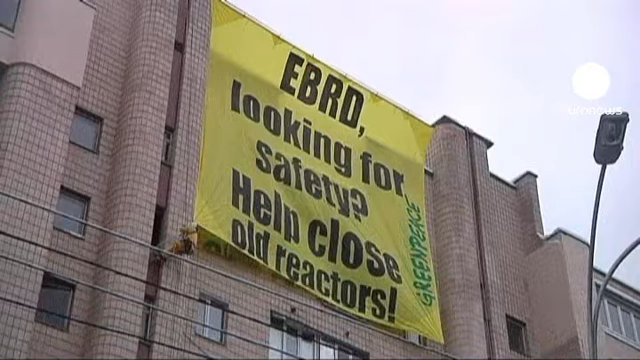 EBRD,
looking for
safety?
Help close
old reactors!
GREENPEACE
euronews